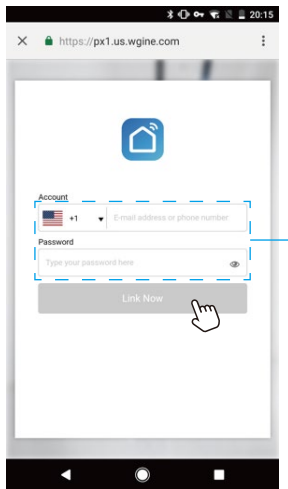 20:15
https://px1.us.wgine.com
Account
+1
E-mail address or phone number
Password
Type your password here
Link Now